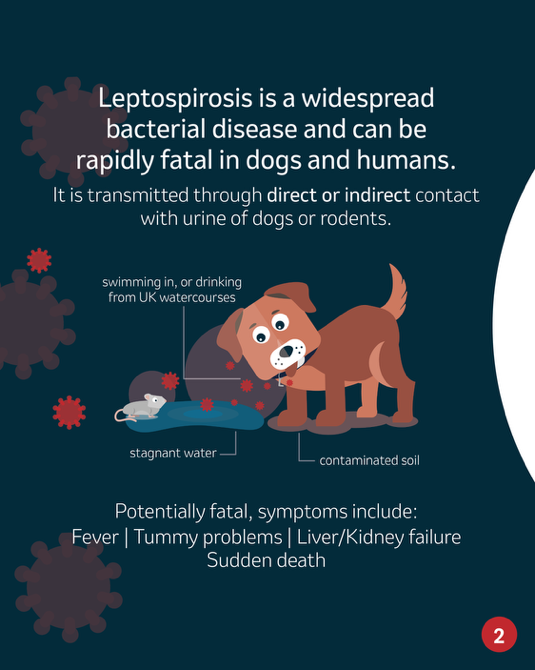 Leptospirosis is a widespread
bacterial disease and can be
rapidly fatal in dogs and humans.
It is transmitted through direct or indirect contact
with urine of dogs or rodents.
swimming in, or drinking
from UK watercourses
stagnant water
contaminated soil
Potentially fatal, symptoms include:
Fever | Tummy problems | Liver/Kidney failure
Sudden death
2